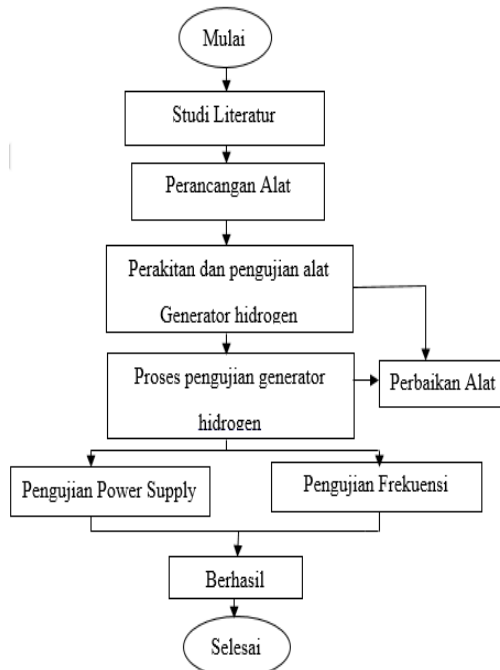 Mulai
Studi Literatur
Perancangan Alat
Perakitan dan pengujian alat
Generator hidrogen
Proses pengujian generator
hidrogen
Perbaikan Alat
Pengujian Power Supply
Pengujian Frekuensi
Berhasil
Selesai